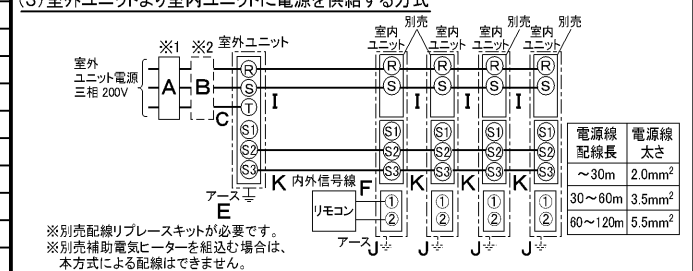 (3)室外ユニットより室内ユニットに電源を供給する方式
※1 ※2 室外ユニット
室外
ユニット電源
三相 200V
A
B
C
R
S
T
S1
S2
S3
アース
E
I
K
内外信号線
F
リモコン
室内
ユニット
別売
R
S
S1
S2
S3
①
②
アース
J
I
K
室内
ユニット
別売
R
S
S1
S2
S3
①
②
J
I
K
室内
ユニット
別売
R
S
S1
S2
S3
①
②
J
I
K
室内
ユニット
別売
R
S
S1
S2
S3
①
②
J
電源線
配線長
電源線
太さ
～30m 2.0mm²
30～60m 3.5mm²
60～120m 5.5mm²
※別売配線リプレースキットが必要です。
※別売補助電気ヒーターを組込む場合は、
本方式による配線はできません。